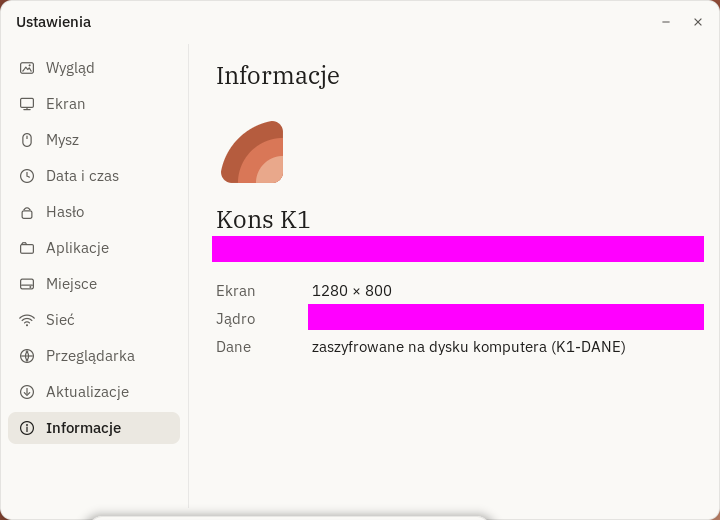 Ustawienia
Wygląd
Ekran
Mysz
Data i czas
Hasło
Aplikacje
Miejsce
Sieć
Przeglądarka
Aktualizacje
Informacje
Informacje
Kons K1
Ekran 1280 × 800
Jądro
Dane zaszyfrowane na dysku komputera (K1-DANE)